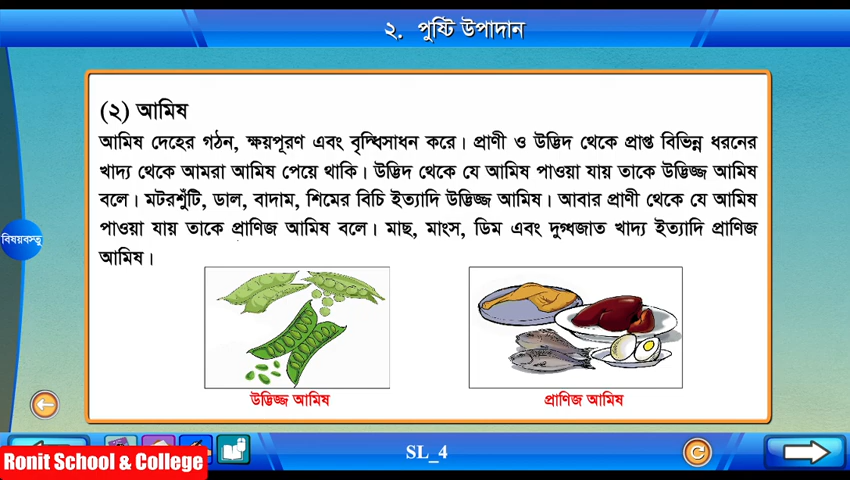 ২. পুষ্টি উপাদান
(২) আমিষ
আমিষ দেহের গঠন, ক্ষয়পূরণ এবং বৃদ্ধিসাধন করে। প্রাণী ও উদ্ভিদ থেকে প্রাপ্ত বিভিন্ন ধরনের
খাদ্য থেকে আমরা আমিষ পেয়ে থাকি। উদ্ভিদ থেকে যে আমিষ পাওয়া যায় তাকে উদ্ভিজ্জ আমিষ
বলে। মটরশুঁটি, ডাল, বাদাম, শিমের বিচি ইত্যাদি উদ্ভিজ্জ আমিষ। আবার প্রাণী থেকে যে আমিষ
পাওয়া যায় তাকে প্রাণিজ আমিষ বলে। মাছ, মাংস, ডিম এবং দুগ্ধজাত খাদ্য ইত্যাদি প্রাণিজ
আমিষ।
বিষয়বস্তু
উদ্ভিজ্জ আমিষ
প্রাণিজ আমিষ
SL_4
Ronit School & College